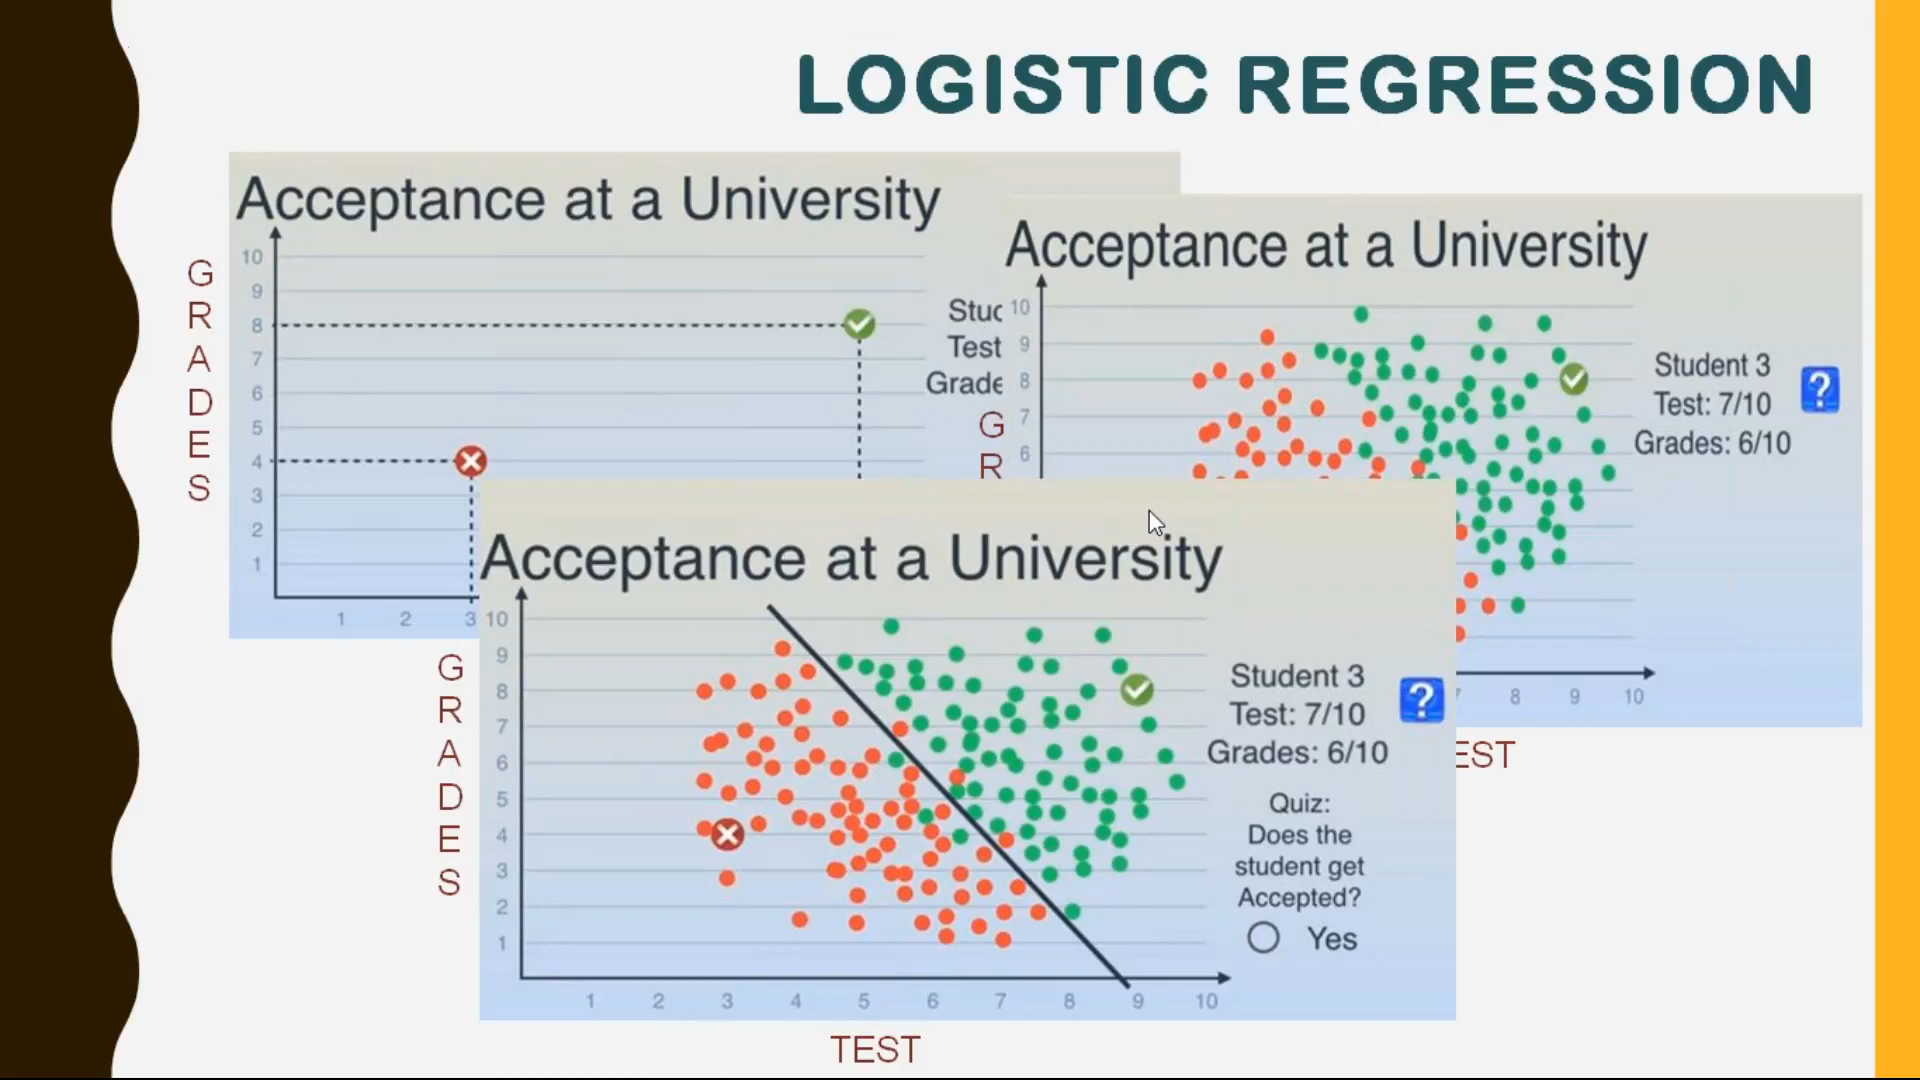 LOGISTIC REGRESSION
Acceptance at a University
GRADES
10
9
8
7
6
5
4
3
2
1
1 2 3
Stuc
Test
Grade
Acceptance at a University
G
R
10
9
8
7
6
Student 3
Test: 7/10
Grades: 6/10
?
8 9 10
EST
Acceptance at a University
GRADES
10
9
8
7
6
5
4
3
2
1
1 2 3 4 5 6 7 8 9 10
TEST
Student 3
Test: 7/10
Grades: 6/10
?
Quiz:
Does the
student get
Accepted?
Yes